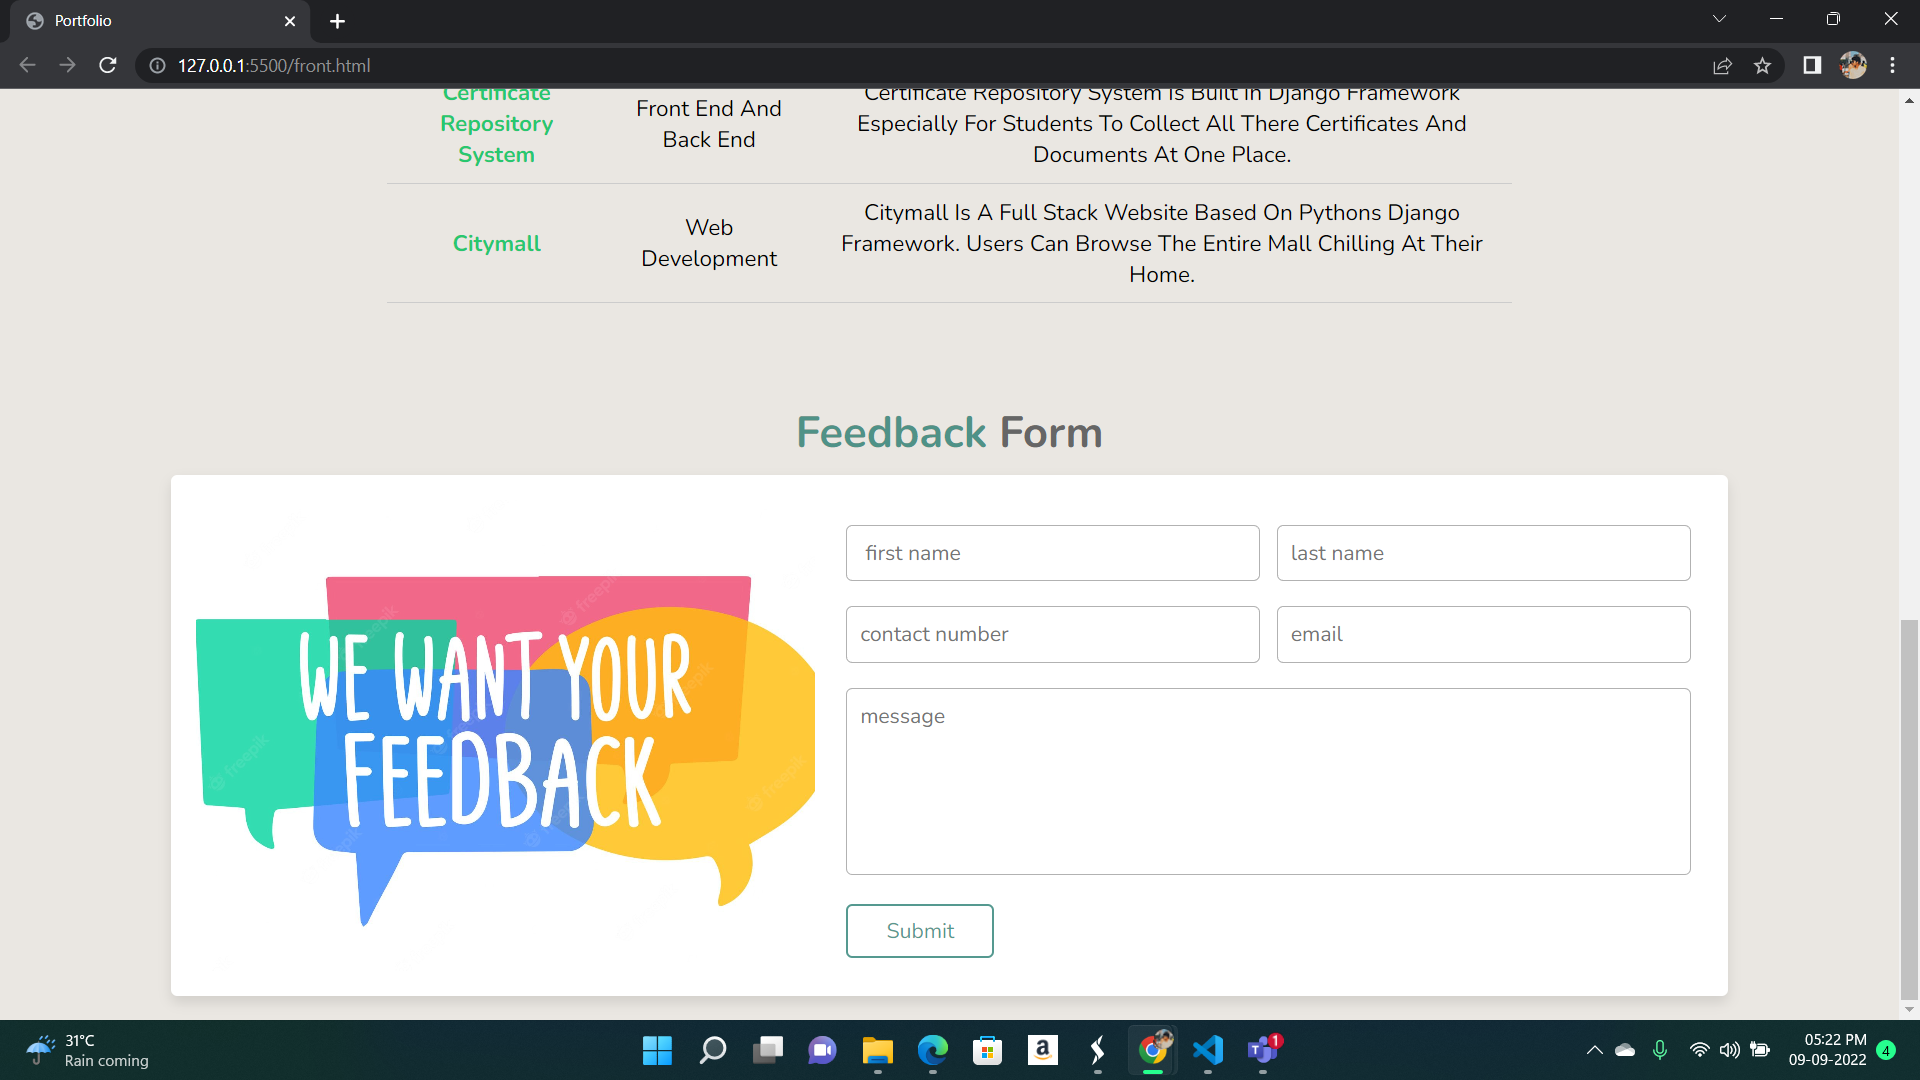 Portfolio
127.0.0.1:5500/front.html
Certificate
Repository
System
Front End And
Back End
Certificate Repository System Is Built In Django Framework
Especially For Students To Collect All There Certificates And
Documents At One Place.
Citymall
Web
Development
Citymall Is A Full Stack Website Based On Pythons Django
Framework. Users Can Browse The Entire Mall Chilling At Their
Home.
Feedback Form
WE WANT YOUR
FEEDBACK
freepik
freepik
first name
last name
contact number
email
message
Submit
31°C
Rain coming
a
T
1
05:22 PM
09-09-2022
4